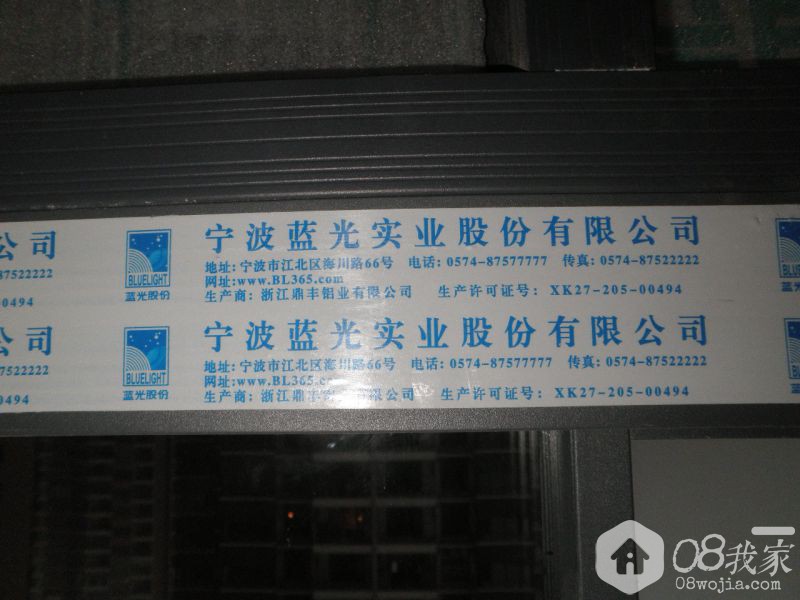 公司 BLUELIGHT 蓝光股份 宁波蓝光实业股份有限公司
87522222 地址:宁波市江北区海川路66号 电话:0574-87577777 传真:0574-87522222
网址:www.BL365.com
00494 生产商:浙江鼎丰铝业有限公司 生产许可证号:XK27-205-00494
公司 BLUELIGHT 蓝光股份 宁波蓝光实业股份有限公司
87522222 地址:宁波市江北区海川路66号 电话:0574-87577777 传真:0574-87522222
网址:www.BL365.c
00494 生产商:浙江鼎丰 业有限公司 生产许可证号:XK27-205-00494
08我家
08wojia.com